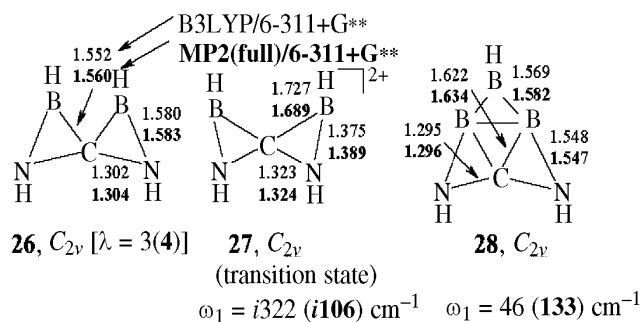 B3LYP/6-311+G**
MP2(full)/6-311+G**
1.552
1.560
H
H
B
B
1.580
1.583
N
C
N
H
H
1.302
1.304
26, C2v [λ = 3(4)]
1.727
1.689
H
H
2+
B
B
1.375
1.389
N
C
N
H
H
1.323
1.324
27, C2v
(transition state)
ω1 = i322 (i106) cm−1
H
B
1.622
1.634
1.569
1.582
B
B
1.295
1.296
1.548
1.547
N
C
N
H
H
28, C2v
ω1 = 46 (133) cm−1